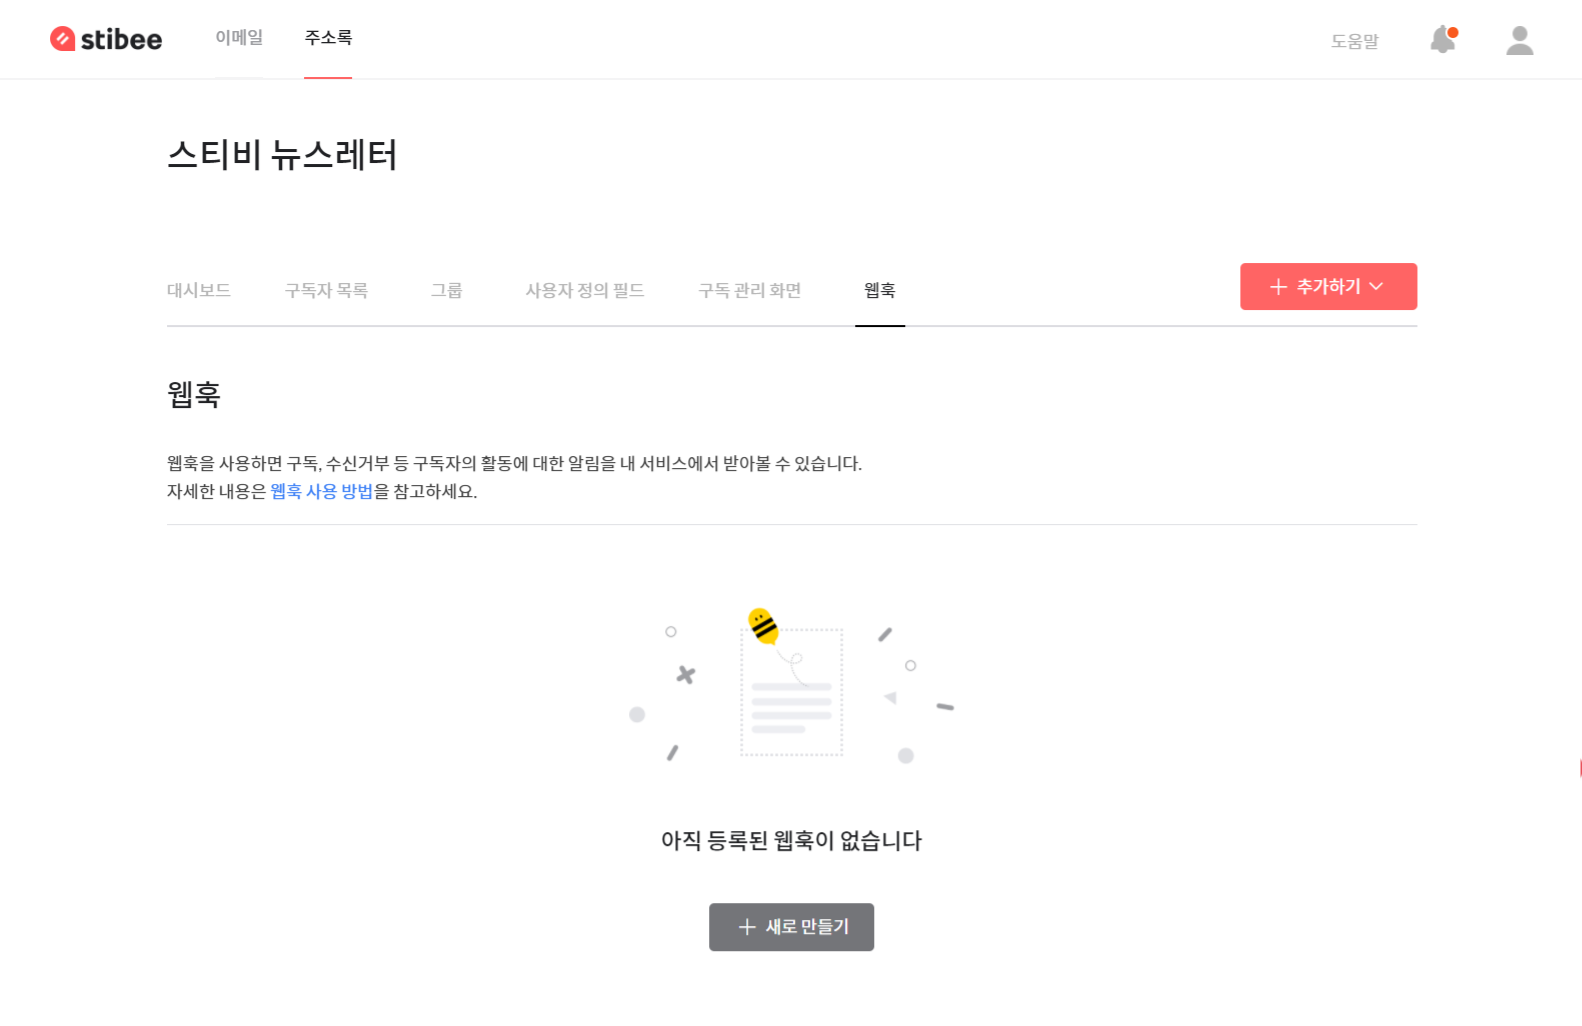 stibee 이메일 주소록 도움말
스티비 뉴스레터
대시보드 구독자 목록 그룹 사용자 정의 필드 구독 관리 화면 웹훅 추가하기
웹훅
웹훅을 사용하면 구독, 수신거부 등 구독자의 활동에 대한 알림을 내 서비스에서 받아볼 수 있습니다.
자세한 내용은 웹훅 사용 방법을 참고하세요.
아직 등록된 웹훅이 없습니다
새로 만들기